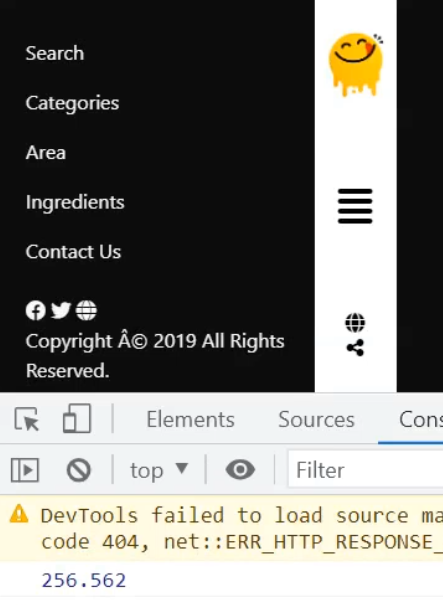 Search
Categories
Area
Ingredients
Contact Us
Copyright Â© 2019 All Rights
Reserved.
Elements Sources Cons
top Filter
DevTools failed to load source ma
code 404, net::ERR_HTTP_RESPONSE_
256.562